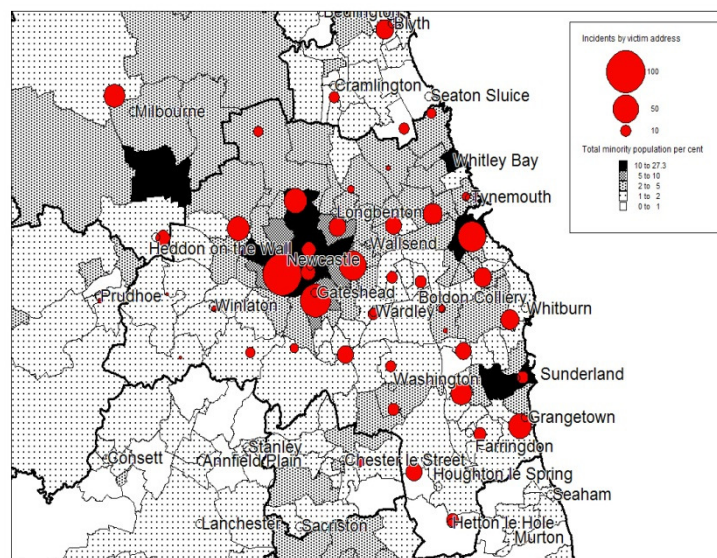 Bedlington
Blyth
Cramlington
Seaton Sluice
Milbourne
Whitley Bay
Tynemouth
Longbenton
Wallsend
Heddon on the Wall
Newcastle
Prudhoe
Winlaton
Gateshead
Boldon Colliery
Wardley
Whitburn
Washington
Sunderland
Grangetown
Farringdon
Stanley
Consett
Annfield Plain
Chester le Street
Houghton le Spring
Seaham
Lanchester
Sacriston
Hetton le Hole
Murton
Incidents by victim address
100
50
10
Total minority population per cent
10 to 27.3
5 to 10
2 to 5
1 to 2
0 to 1